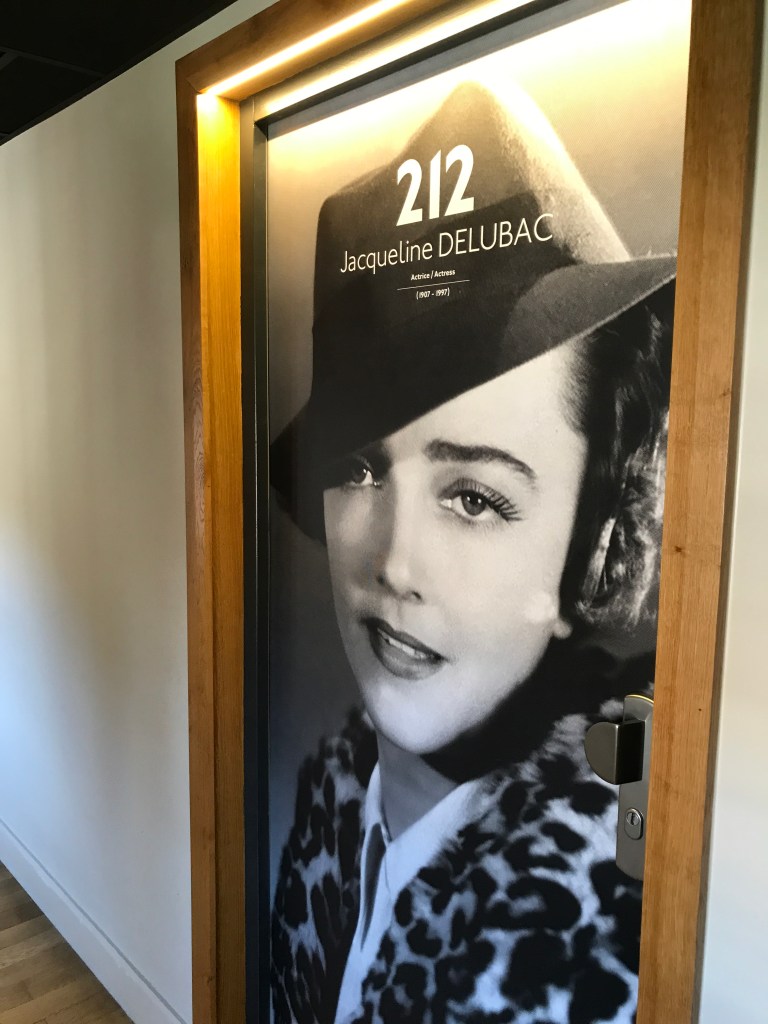 212
Jacqueline DELUBAC
Actrice / Actress
(1907 - 1997)